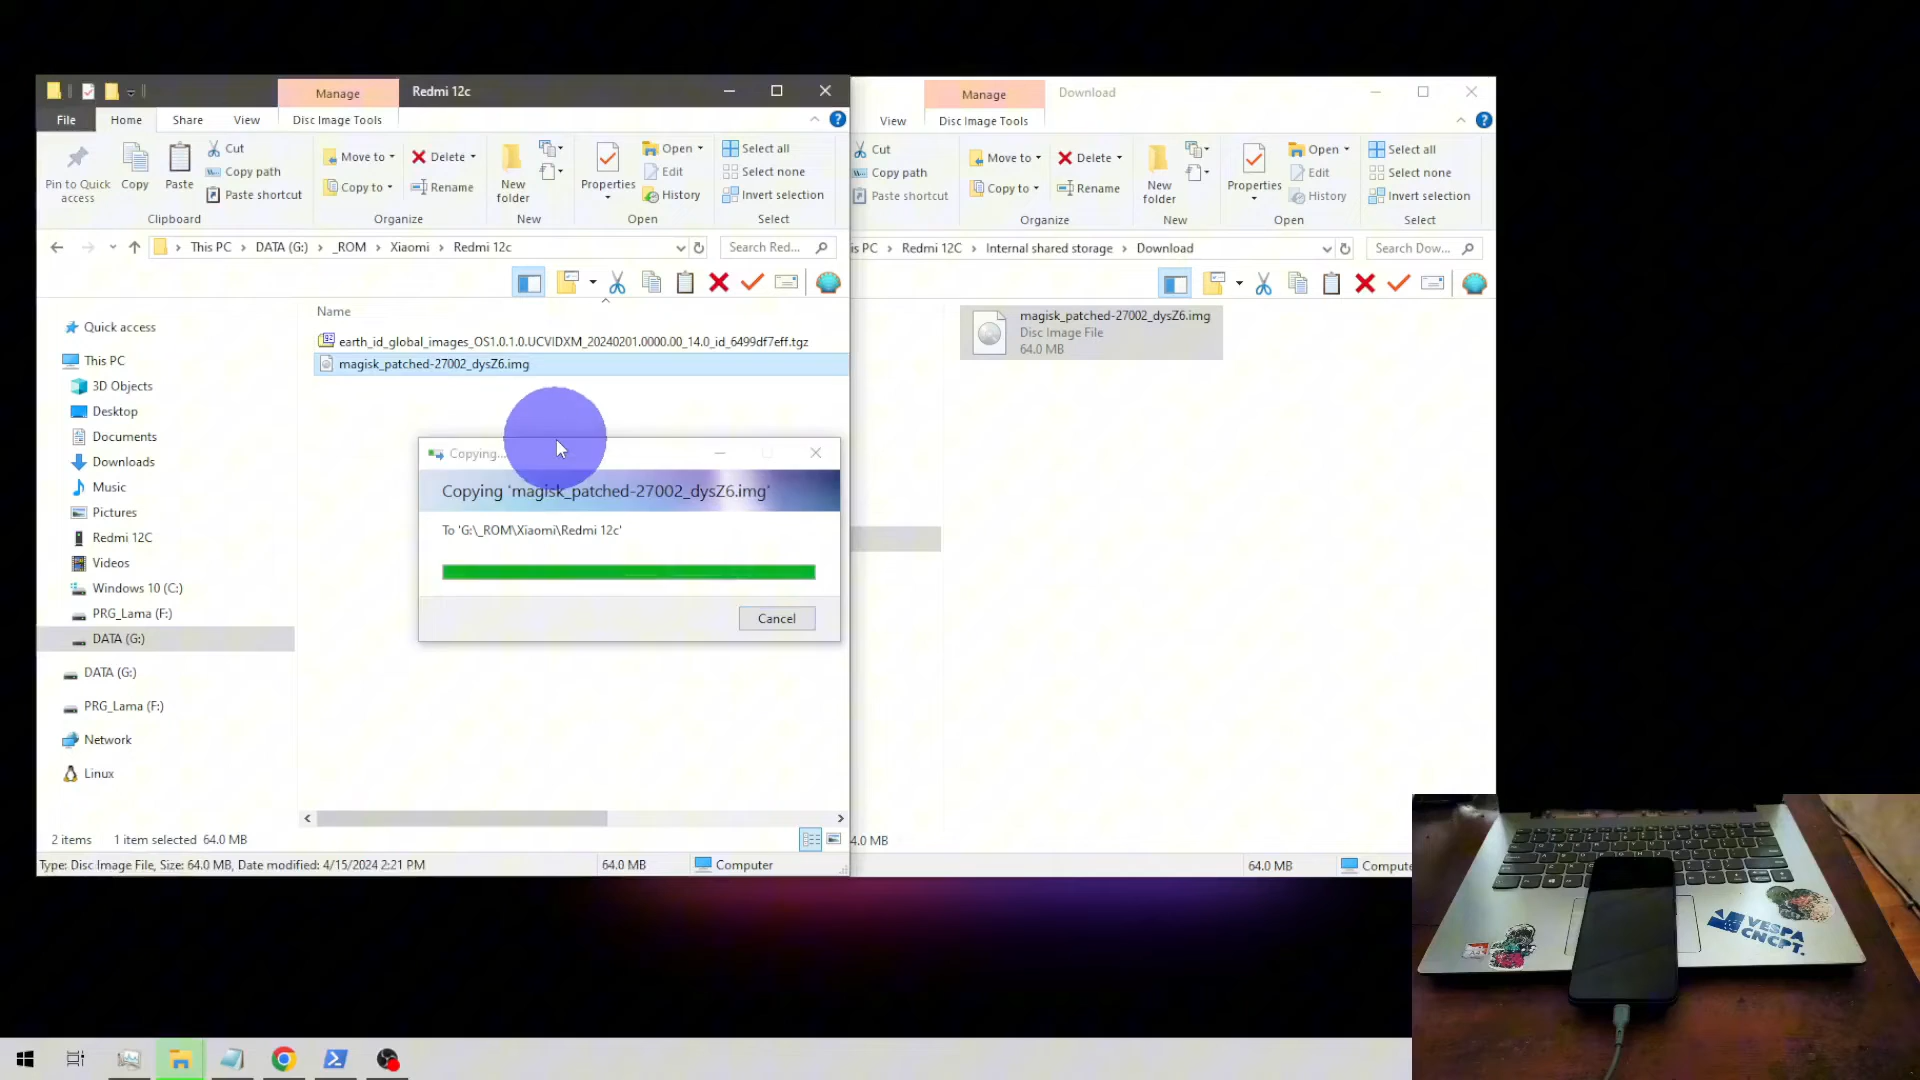 Manage
Redmi 12c
File
Home
Share
View
Disc Image Tools
Pin to Quick access
Copy
Paste
Cut
Copy path
Paste shortcut
Clipboard
Move to
Copy to
Delete
Rename
Organize
New folder
New
Properties
Open
Edit
History
Open
Select all
Select none
Invert selection
Select
This PC
DATA (G:)
_ROM
Xiaomi
Redmi 12c
Search Red...
Quick access
This PC
3D Objects
Desktop
Documents
Downloads
Music
Pictures
Redmi 12C
Videos
Windows 10 (C:)
PRG_Lama (F:)
DATA (G:)
DATA (G:)
PRG_Lama (F:)
Network
Linux
Name
earth_id_global_images_OS1.0.1.0.UCVIDXM_20240201.0000.00_14.0_id_6499df7eff.tgz
magisk_patched-27002_dysZ6.img
Copying...
Copying 'magisk_patched-27002_dysZ6.img'
To 'G:\_ROM\Xiaomi\Redmi 12c'
Cancel
2 items
1 item selected 64.0 MB
Type: Disc Image File, Size: 64.0 MB, Date modified: 4/15/2024 2:21 PM
64.0 MB
Computer
Manage
Download
View
Disc Image Tools
Cut
Copy path
Paste shortcut
Move to
Copy to
Delete
Rename
Organize
New folder
New
Properties
Open
Edit
History
Open
Select all
Select none
Invert selection
Select
is PC
Redmi 12C
Internal shared storage
Download
Search Dow...
magisk_patched-27002_dysZ6.img
Disc Image File
64.0 MB
4.0 MB
64.0 MB
Compute
VESPA
CNCPT.